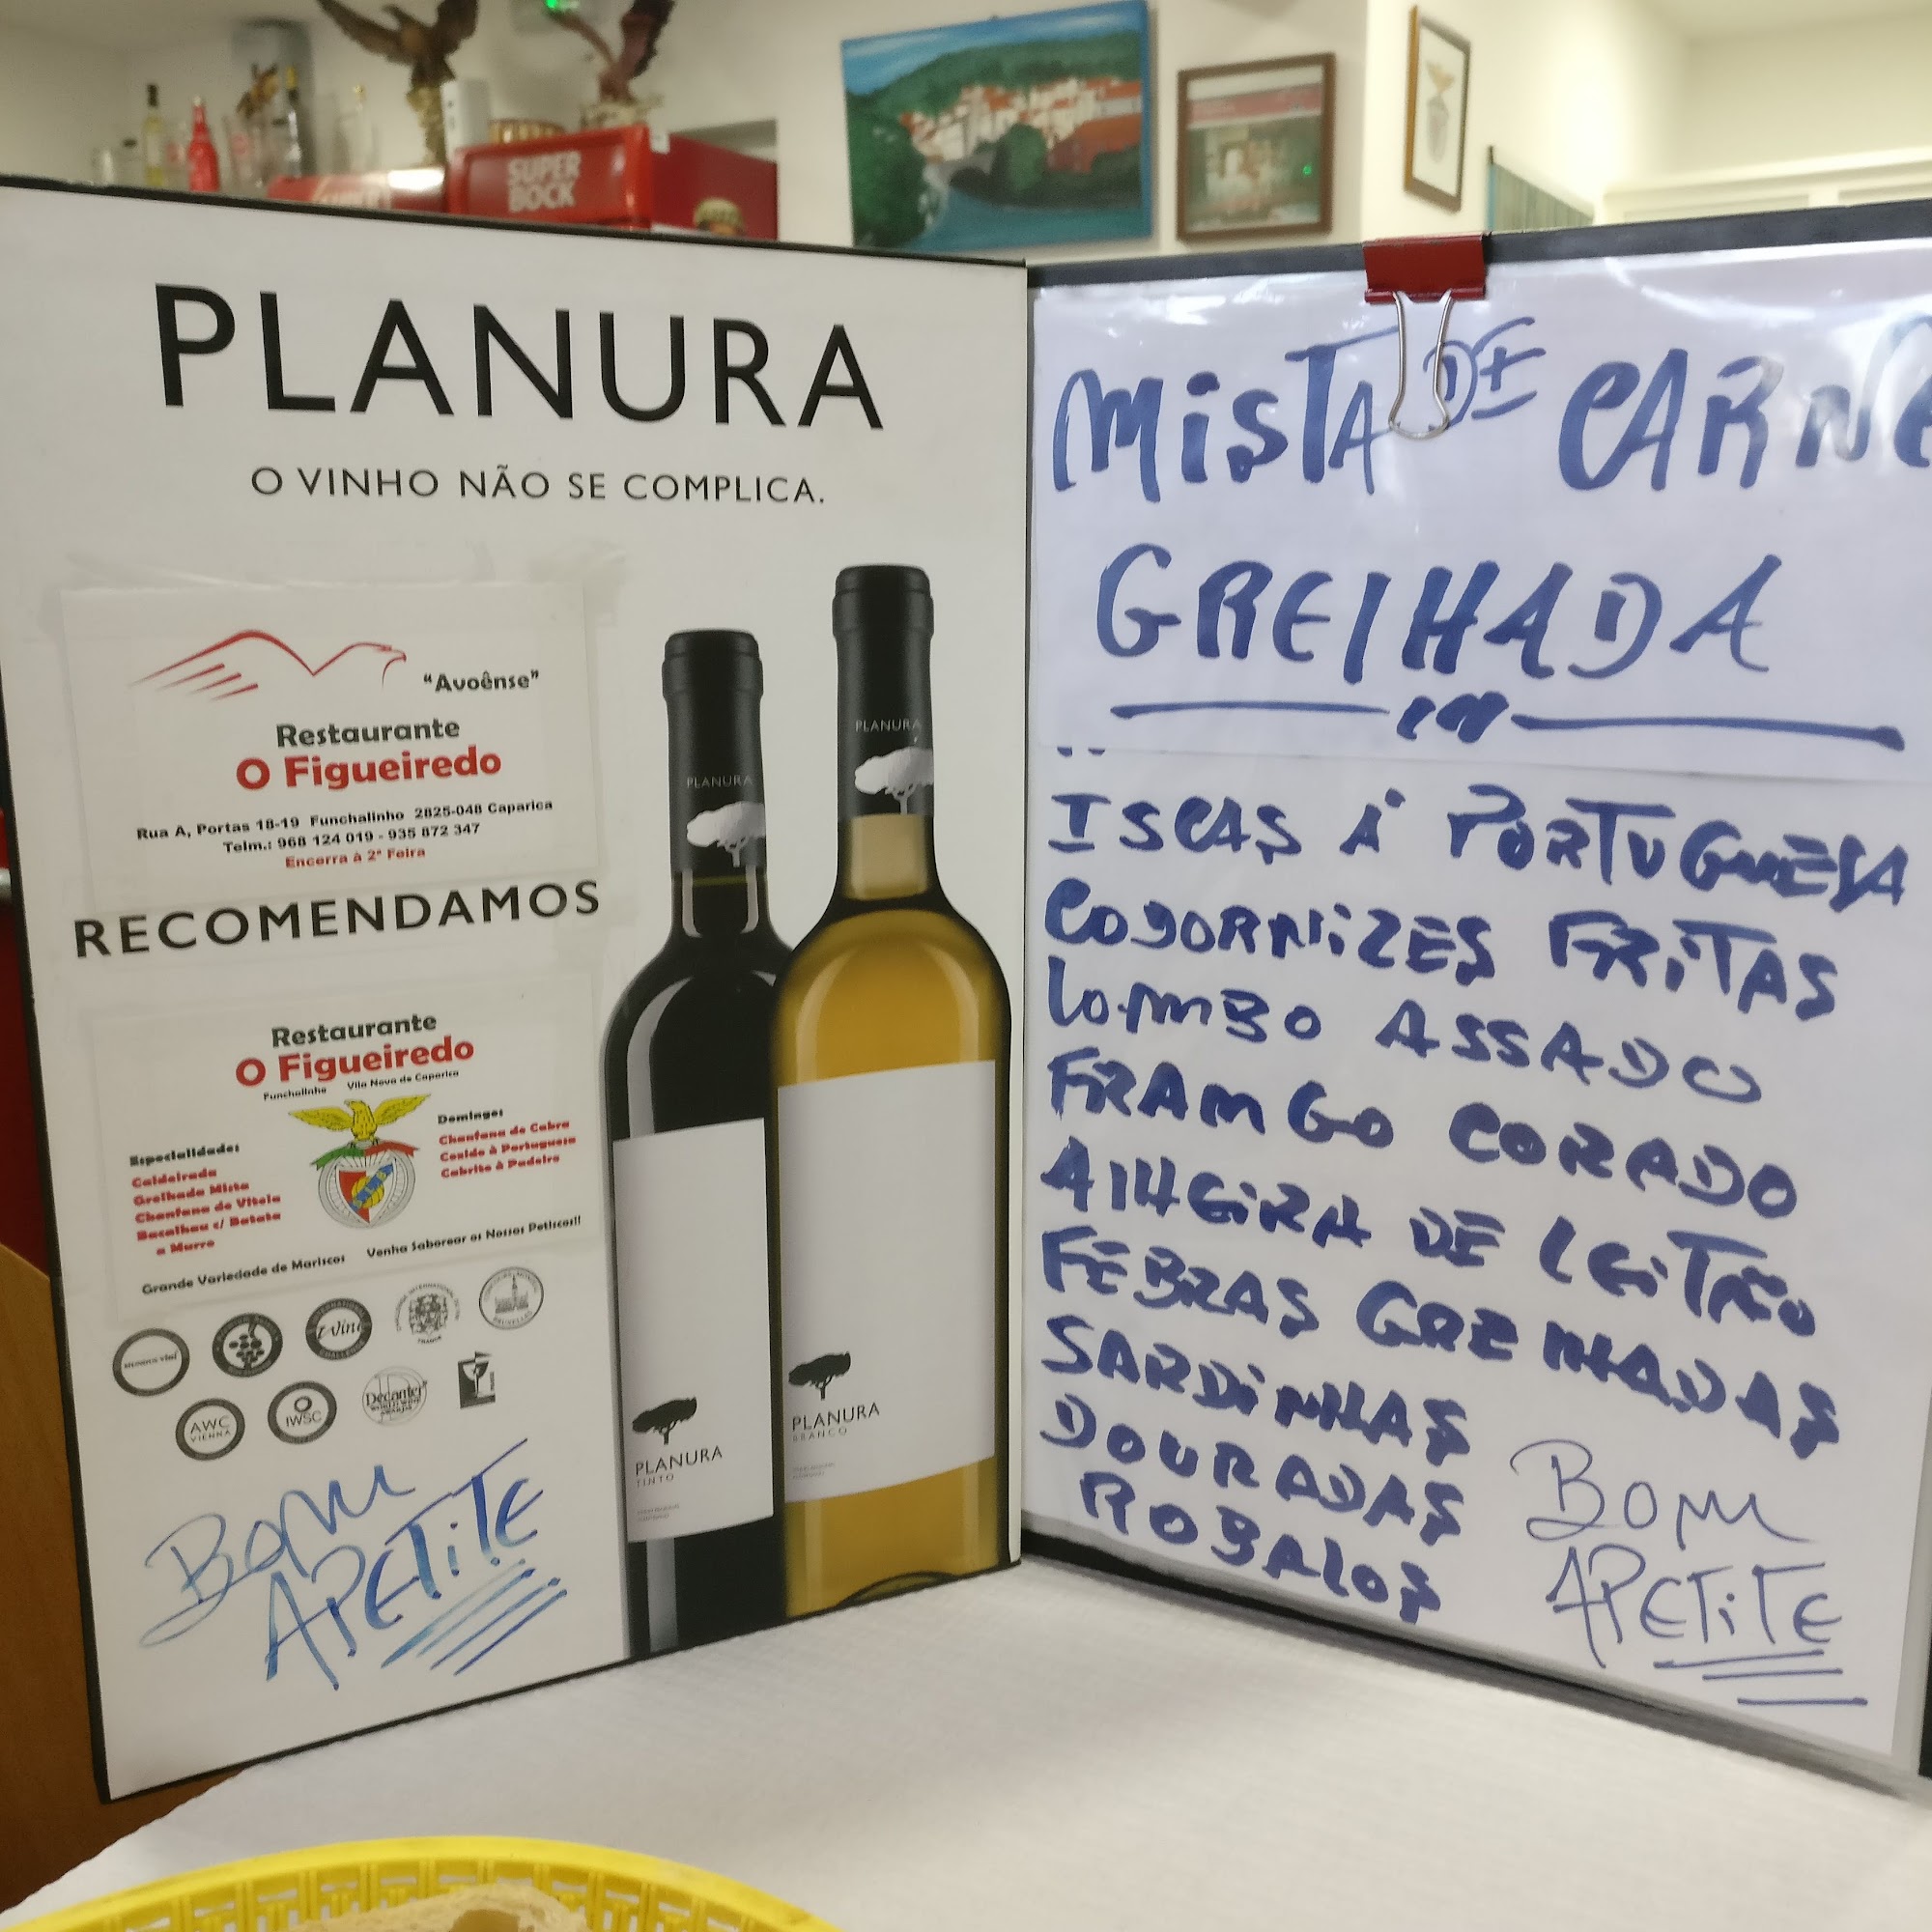 SUPER
BOCK
PLANURA
O VINHO NÃO SE COMPLICA.
"Avoênse"
Restaurante
O Figueiredo
Rua A, Portas 18-19 Funchalinho 2825-048 Caparica
Telm.: 968 124 019 - 935 872 347
Encerra à 2ª Feira
RECOMENDAMOS
Restaurante
O Figueiredo
Funchalinho Vila Nova de Caparica
Especialidades
Caldeirada
Grelhada Mista
Chanfana de Vitela
Bacalhau c/ Batata
a Murro
Domingos
Chanfana de Cabra
Cozido à Portuguesa
Cabrito à Padeiro
Grande Variedade de Mariscos Venha Saborear os Nossos Petiscos!!
AWC
VIENNA
IWSC
Decanter
BOM
APETITE
PLANURA
PLANURA
PLANURA
TINTO
PLANURA
BRANCO
MISTA DE CARNE
GRELHADA
ISCAS À PORTUGUESA
CODORNIZES FRITAS
LOMBO ASSADO
FRANGO CORADO
ALHEIRA DE LEITÃO
FEBRAS GRELHADAS
SARDINHAS
DOURADAS
ROBALOS
BOM
APETITE